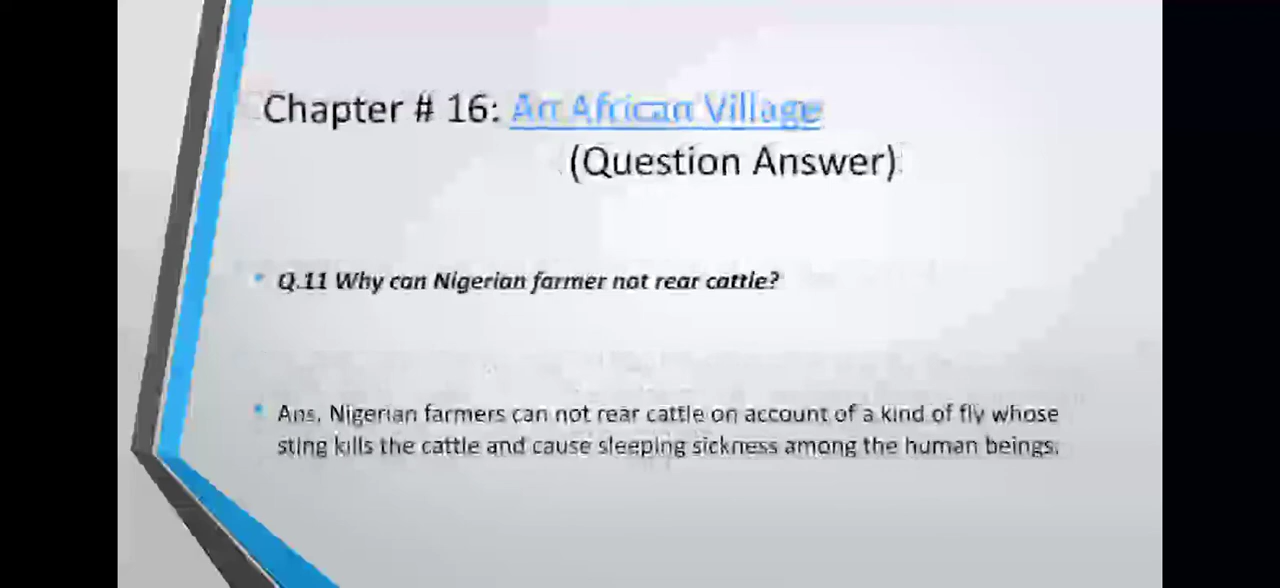 Chapter # 16: An African Village
(Question Answer)
Q.11 Why can Nigerian farmer not rear cattle?
Ans. Nigerian farmers can not rear cattle on account of a kind of fly whose
sting kills the cattle and cause sleeping sickness among the human beings.